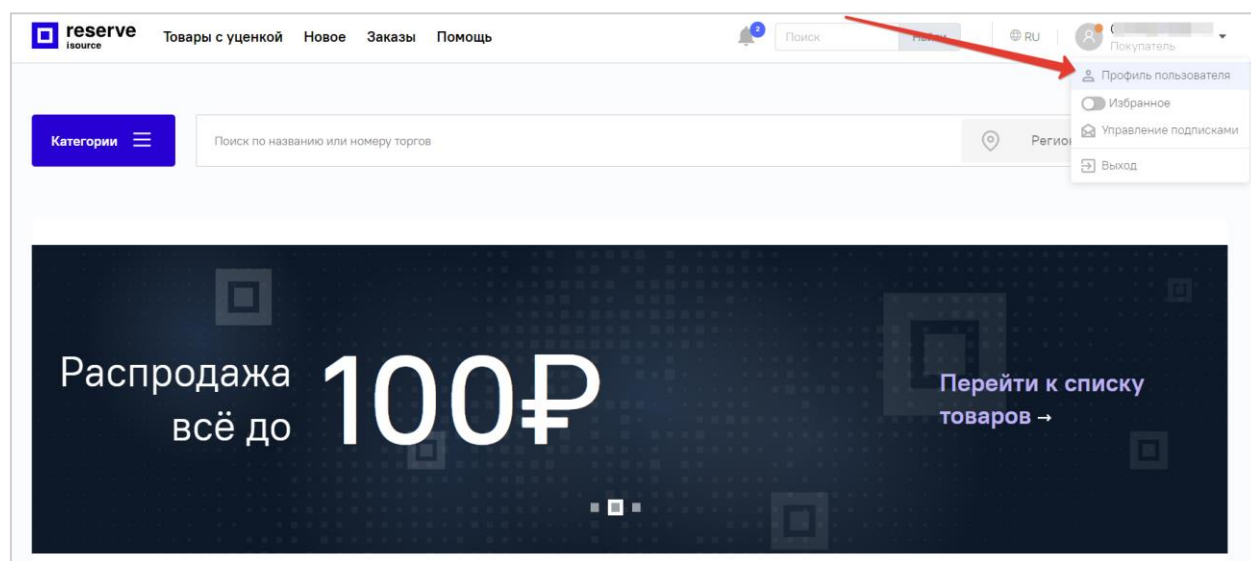 reserve
isource
Товары с уценкой Новое Заказы Помощь
2
Поиск
Найти
RU
Покупатель
Профиль пользователя
Избранное
Управление подписками
Выход
Категории
Поиск по названию или номеру торгов
Распродажа
всё до
100₽
Перейти к списку
товаров →